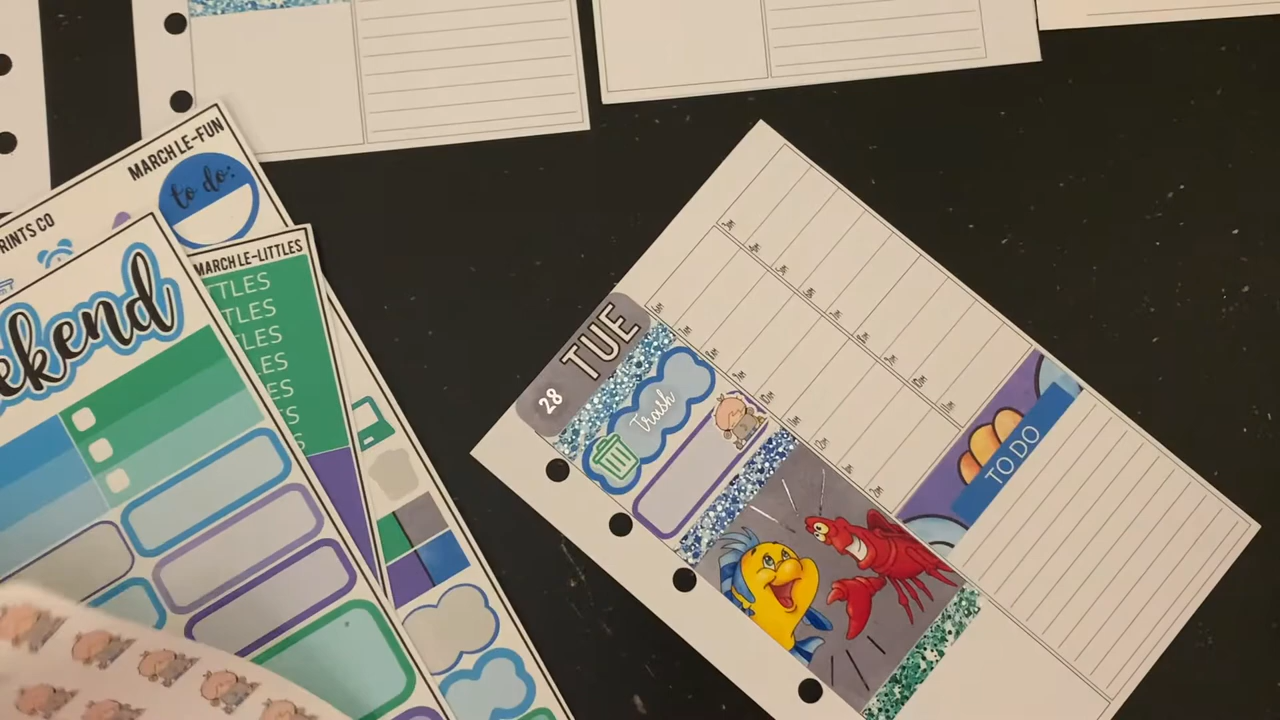 MARCH LE-FUN
to do:
RINTS CO
MARCH LE-LITTLES
TTLES
TLES
LES
LES
ES
S
S
ekend
TUE
28
Trash
TO DO